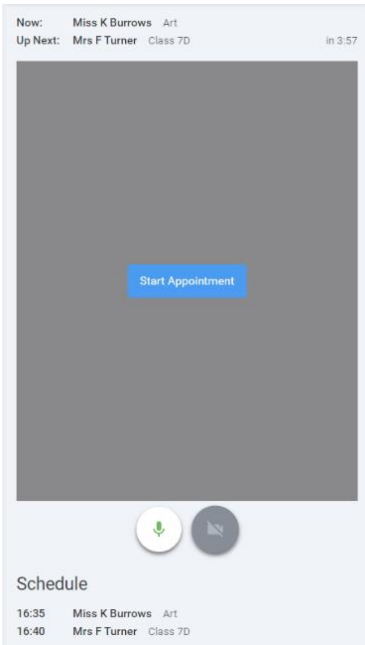 Now: Miss K Burrows Art
Up Next: Mrs F Turner Class 7D in 3:57
Start Appointment
Schedule
16:35 Miss K Burrows Art
16:40 Mrs F Turner Class 7D